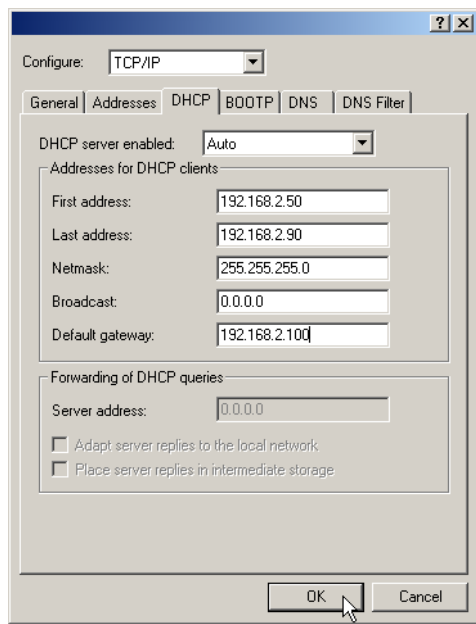 Configure: TCP/IP
General Addresses DHCP BOOTP DNS DNS Filter
DHCP server enabled: Auto
Addresses for DHCP clients
First address: 192.168.2.50
Last address: 192.168.2.90
Netmask: 255.255.255.0
Broadcast: 0.0.0.0
Default gateway: 192.168.2.100
Forwarding of DHCP queries
Server address: 0.0.0.0
Adapt server replies to the local network
Place server replies in intermediate storage
OK Cancel